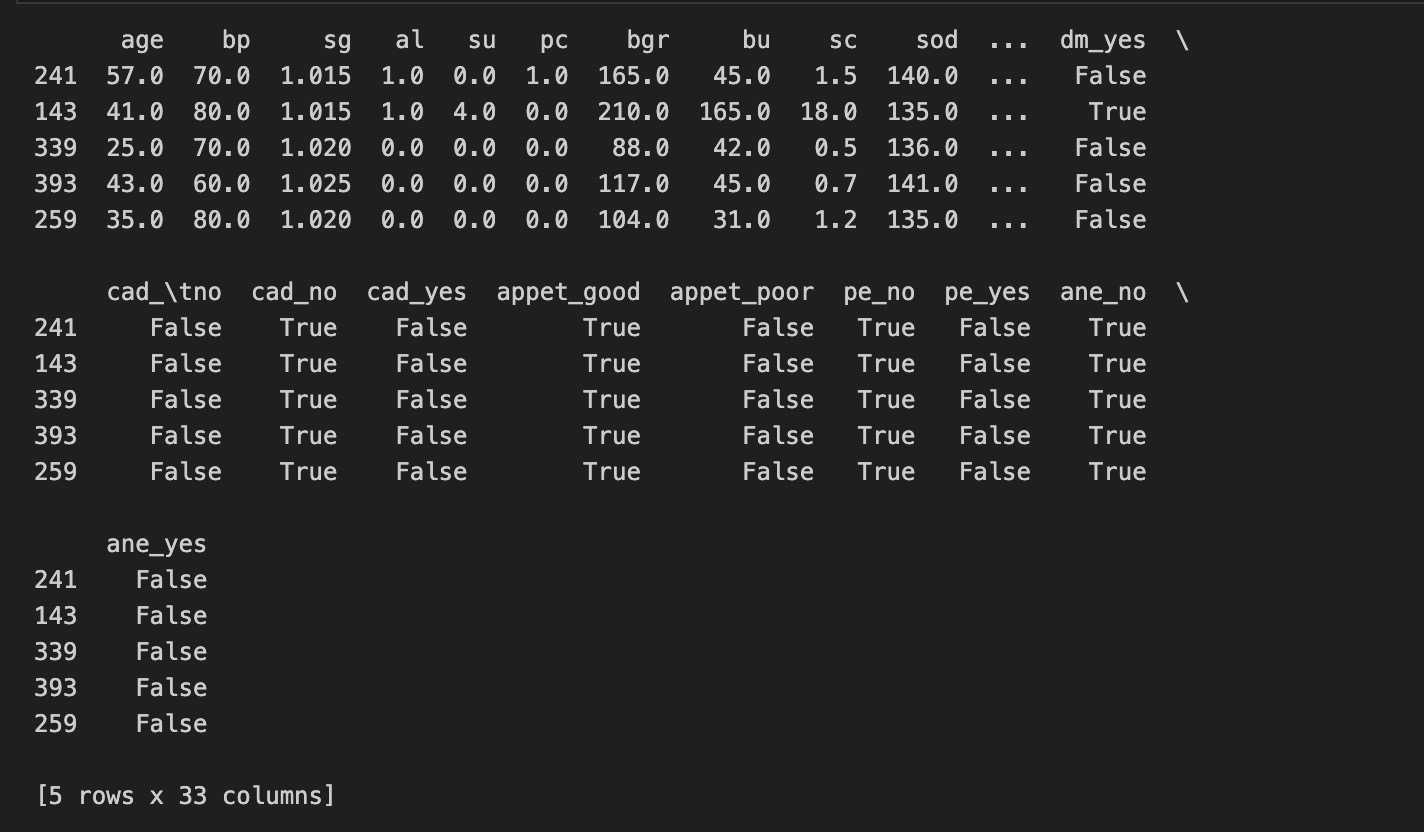 age bp sg al su pc bgr bu sc sod ... dm_yes \
241 57.0 70.0 1.015 1.0 0.0 1.0 165.0 45.0 1.5 140.0 ... False
143 41.0 80.0 1.015 1.0 4.0 0.0 210.0 165.0 18.0 135.0 ... True
339 25.0 70.0 1.020 0.0 0.0 0.0 88.0 42.0 0.5 136.0 ... False
393 43.0 60.0 1.025 0.0 0.0 0.0 117.0 45.0 0.7 141.0 ... False
259 35.0 80.0 1.020 0.0 0.0 0.0 104.0 31.0 1.2 135.0 ... False
cad_\tno cad_no cad_yes appet_good appet_poor pe_no pe_yes ane_no \
241 False True False True False True False True
143 False True False True False True False True
339 False True False True False True False True
393 False True False True False True False True
259 False True False True False True False True
ane_yes
241 False
143 False
339 False
393 False
259 False
[5 rows x 33 columns]